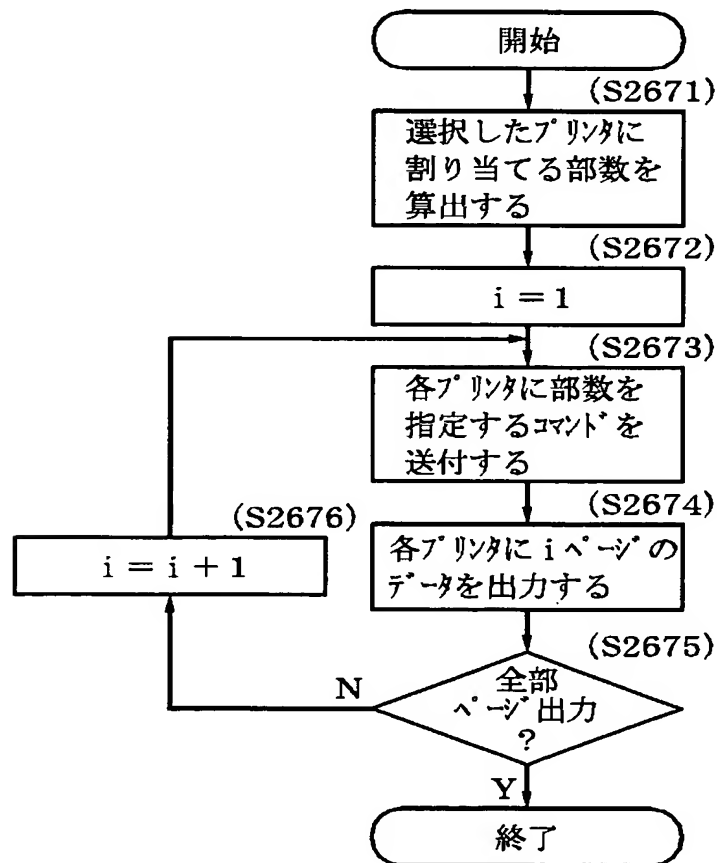 開始
(S2671)
選択したプリンタに
割り当てる部数を
算出する
(S2672)
i = 1
(S2673)
各プリンタに部数を
指定するコマンドを
送付する
(S2674)
各プリンタに i ページの
データを出力する
(S2675)
全部
ページ出力
?
N
(S2676)
i = i + 1
Y
終了